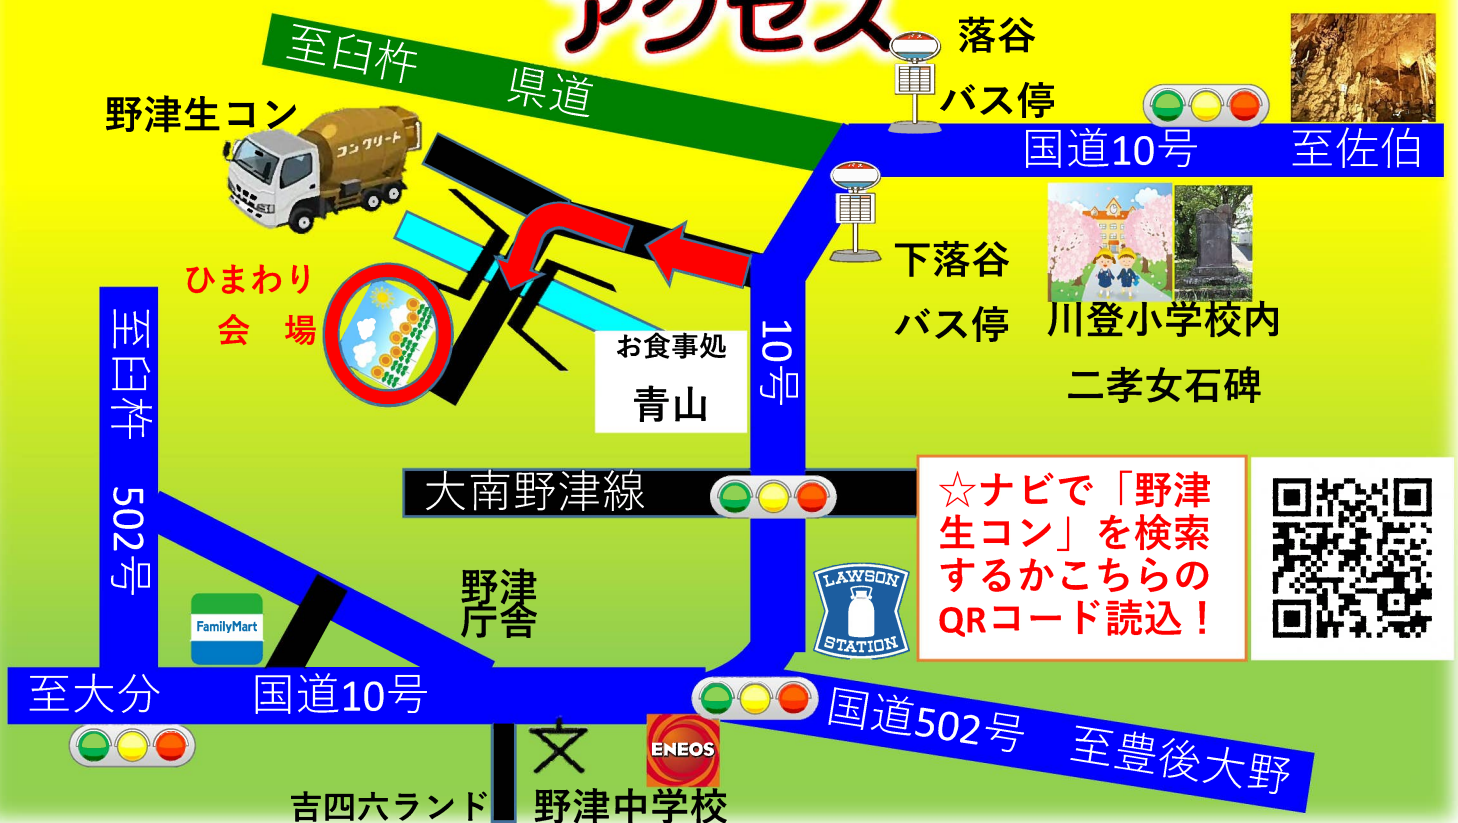 アクセス
至臼杵 県道
落谷
バス停
国道10号 至佐伯
野津生コン
コンクリート
バス
バス
下落谷
バス停
川登小学校内
二孝女石碑
ひまわり
会 場
お食事処
青山
10号
至臼杵 502号
大南野津線
☆ナビで「野津
生コン」を検索
するかこちらの
QRコード読込！
LAWSON
STATION
野津
庁舎
FamilyMart
至大分 国道10号
国道502号 至豊後大野
文
ENEOS
吉四六ランド
野津中学校